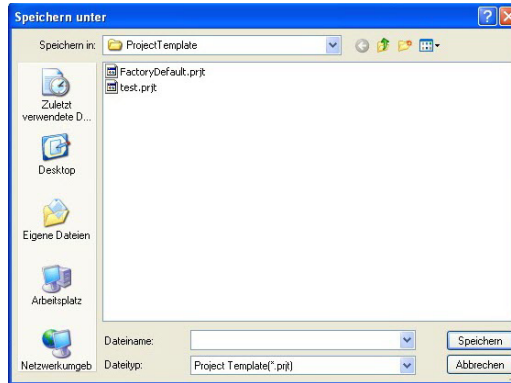 Speichern unter
Speichern in:
ProjectTemplate
FactoryDefault.prjt
test.prjt
Zuletzt
verwendete D...
Desktop
Eigene Dateien
Arbeitsplatz
Netzwerkumgeb
Dateiname:
Speichern
Dateityp:
Project Template(*.prjt)
Abbrechen